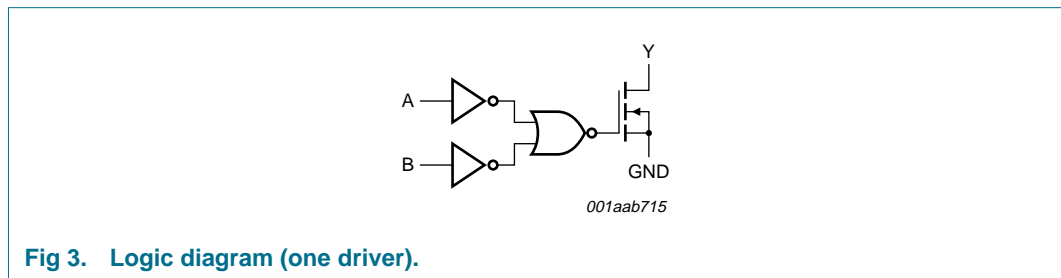 Y
A
B
GND
001aab715
Fig 3. Logic diagram (one driver).